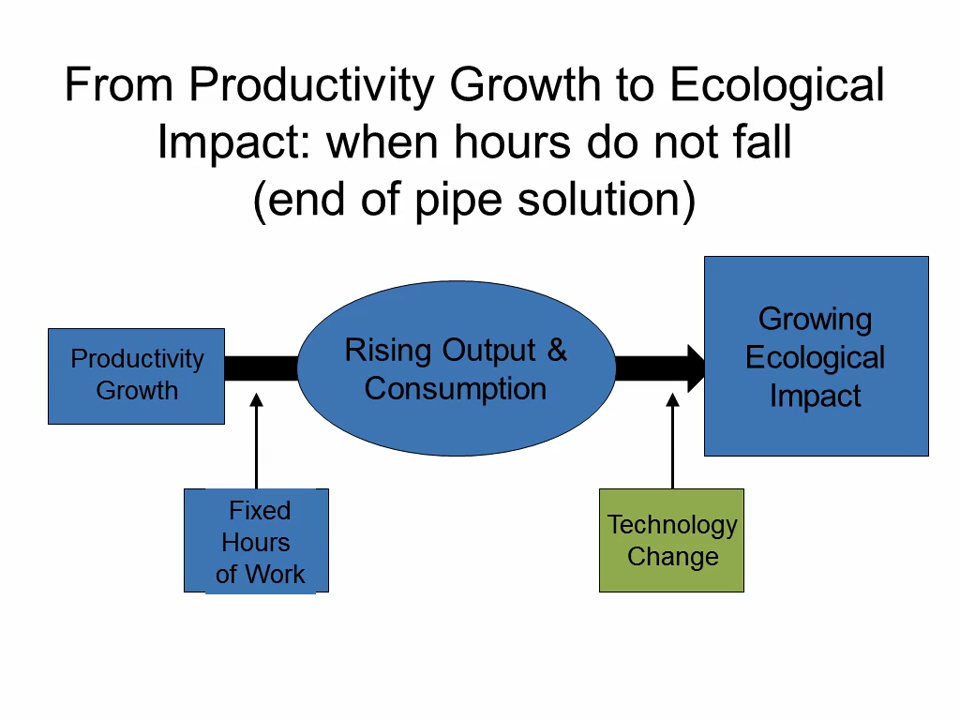 From Productivity Growth to Ecological
Impact: when hours do not fall
(end of pipe solution)
Productivity
Growth
Rising Output &
Consumption
Growing
Ecological
Impact
Fixed
Hours
of Work
Technology
Change